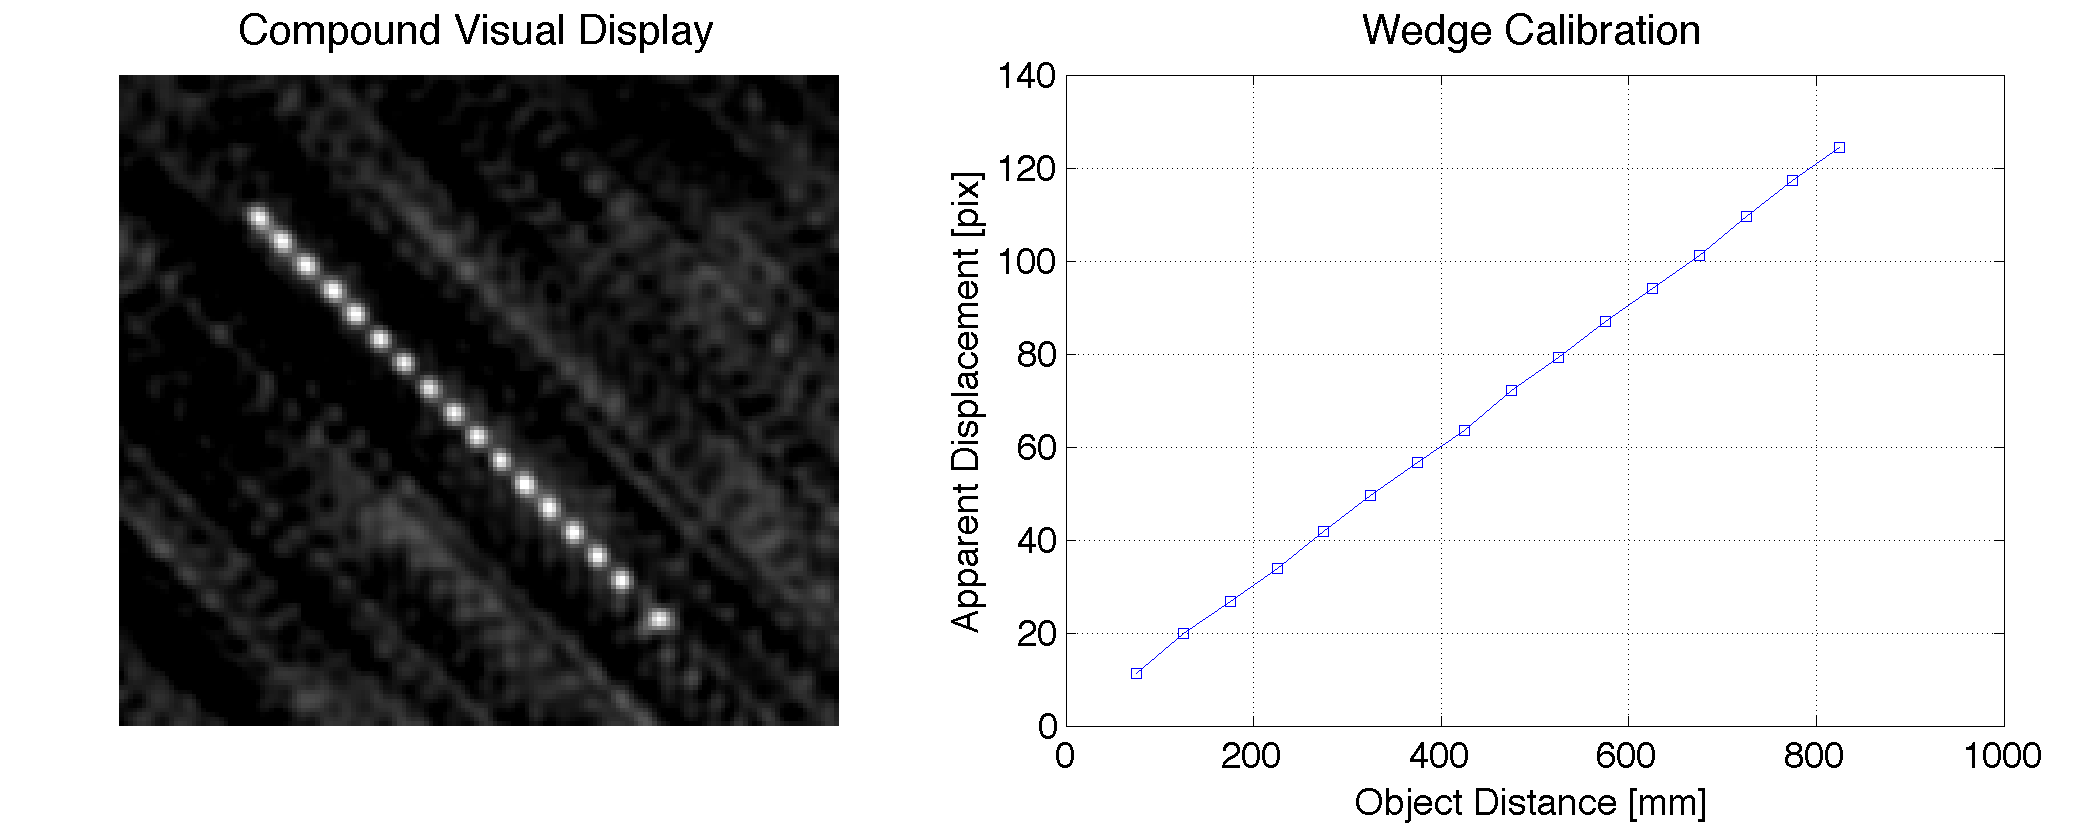 Compound Visual Display
Wedge Calibration
Apparent Displacement [pix]
140
120
100
80
60
40
20
0
0 200 400 600 800 1000
Object Distance [mm]